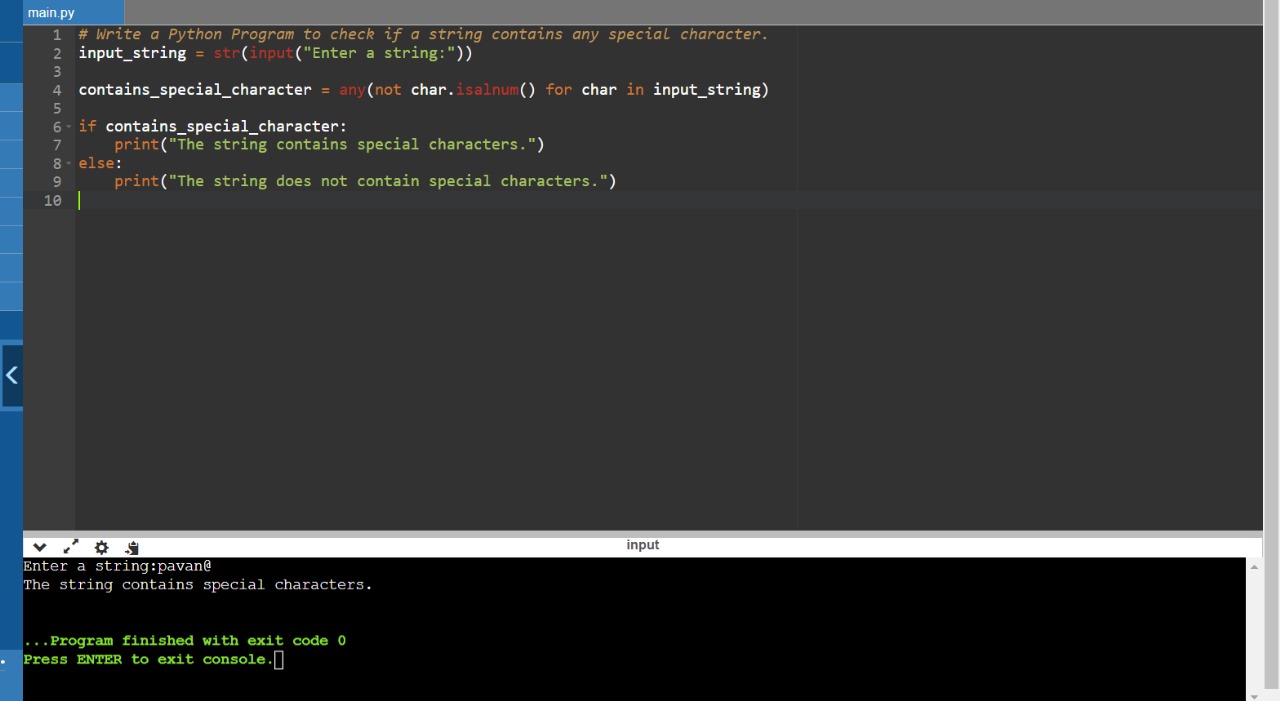 main.py
1 # Write a Python Program to check if a string contains any special character.
2 input_string = str(input("Enter a string:"))
3
4 contains_special_character = any(not char.isalnum() for char in input_string)
5
6 if contains_special_character:
7     print("The string contains special characters.")
8 else:
9     print("The string does not contain special characters.")
10
input
Enter a string:pavan@
The string contains special characters.
...Program finished with exit code 0
Press ENTER to exit console.